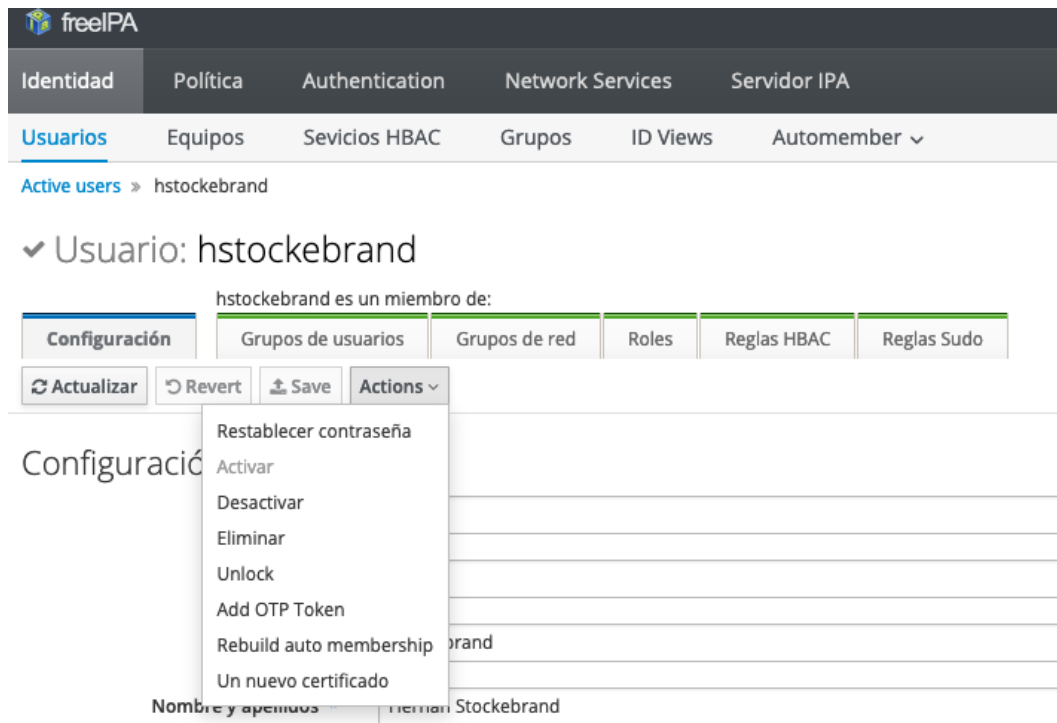 freeIPA
Identidad Política Authentication Network Services Servidor IPA
Usuarios Equipos Sevicios HBAC Grupos ID Views Automember
Active users » hstockebrand
Usuario: hstockebrand
hstockebrand es un miembro de:
Configuración Grupos de usuarios Grupos de red Roles Reglas HBAC Reglas Sudo
Actualizar Revert Save Actions
Restablecer contraseña
Configuració Activar
Desactivar
Eliminar
Unlock
Add OTP Token
Rebuild auto membership brand
Un nuevo certificado
Nombre y apellidos * Hernán Stockebrand